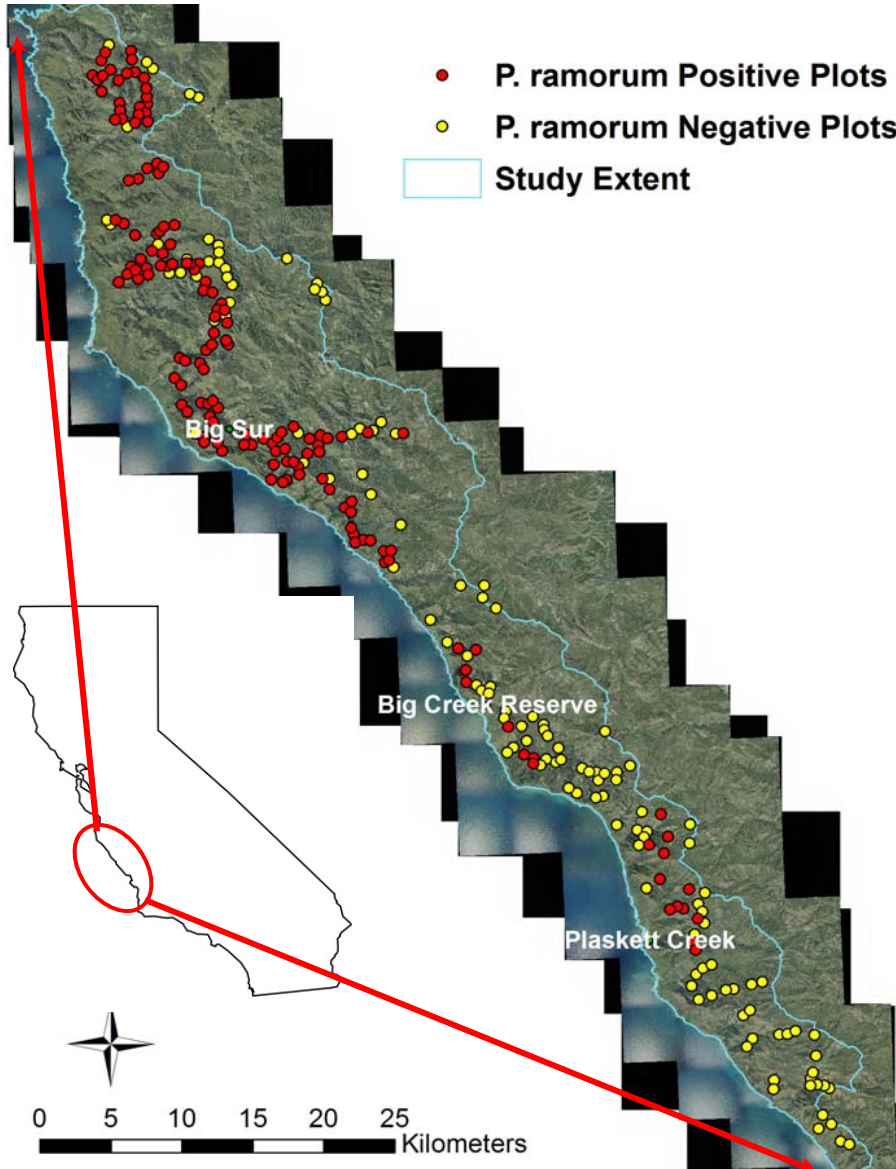 P. ramorum Positive Plots
P. ramorum Negative Plots
Study Extent
Big Sur
Big Creek Reserve
Plaskett Creek
0 5 10 15 20 25
Kilometers